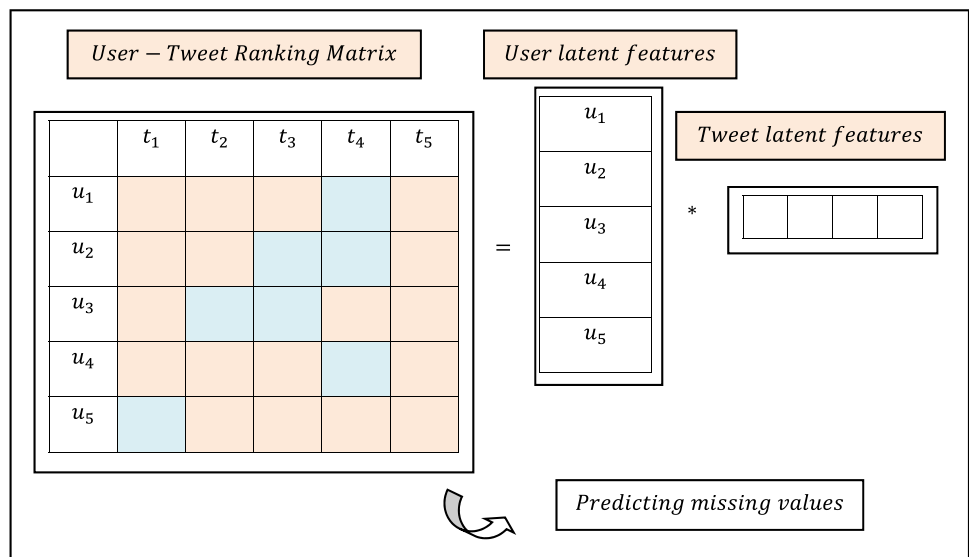 User − Tweet Ranking Matrix
User latent features
Tweet latent features
t₁ t₂ t₃ t₄ t₅
u₁
u₂
u₃
u₄
u₅
=
u₁
u₂
u₃
u₄
u₅
*
Predicting missing values